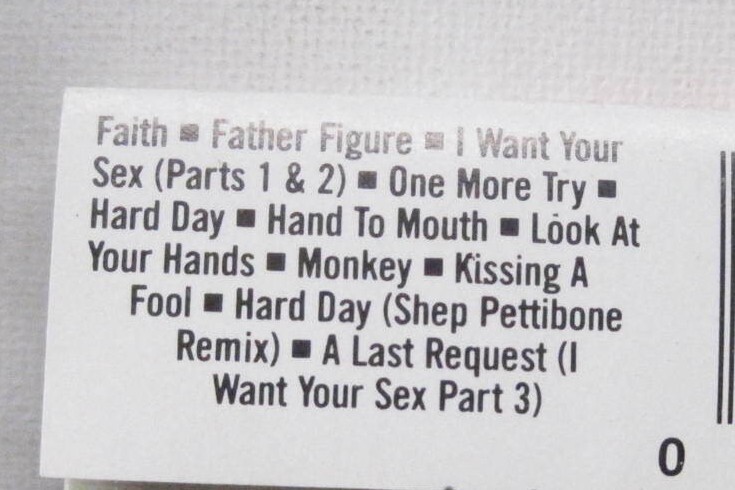 Faith ■ Father Figure ■ I Want Your
Sex (Parts 1 & 2) ■ One More Try ■
Hard Day ■ Hand To Mouth ■ Look At
Your Hands ■ Monkey ■ Kissing A
Fool ■ Hard Day (Shep Pettibone
Remix) ■ A Last Request (I
Want Your Sex Part 3)
0